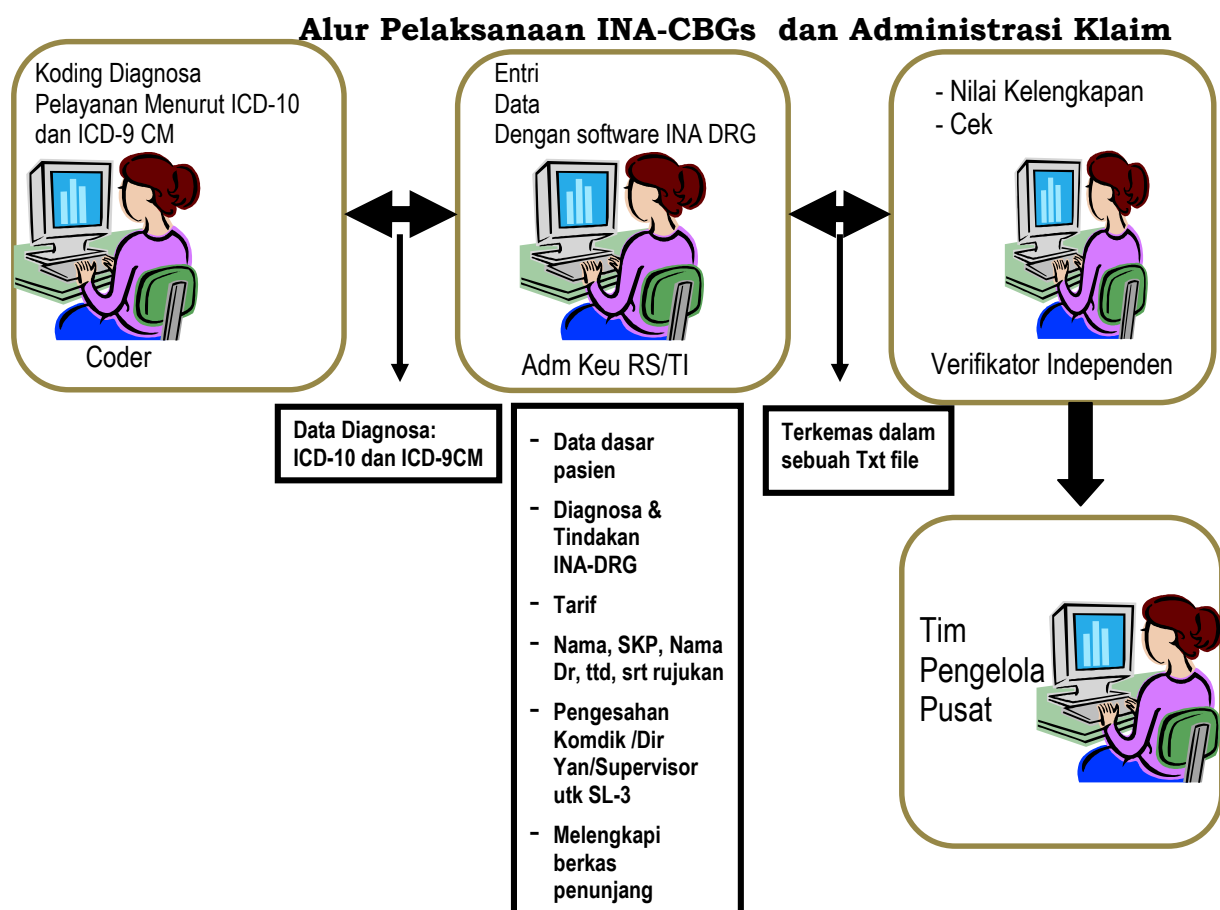 Alur Pelaksanaan INA-CBGs dan Administrasi Klaim
Koding Diagnosa
Pelayanan Menurut ICD-10
dan ICD-9 CM
Coder
Entri
Data
Dengan software INA DRG
Adm Keu RS/TI
- Nilai Kelengkapan
- Cek
Verifikator Independen
Data Diagnosa:
ICD-10 dan ICD-9CM
- Data dasar
pasien
- Diagnosa &
Tindakan
INA-DRG
- Tarif
- Nama, SKP, Nama
Dr, ttd, srt rujukan
- Pengesahan
Komdik /Dir
Yan/Supervisor
utk SL-3
- Melengkapi
berkas
penunjang
Terkemas dalam
sebuah Txt file
Tim
Pengelola
Pusat